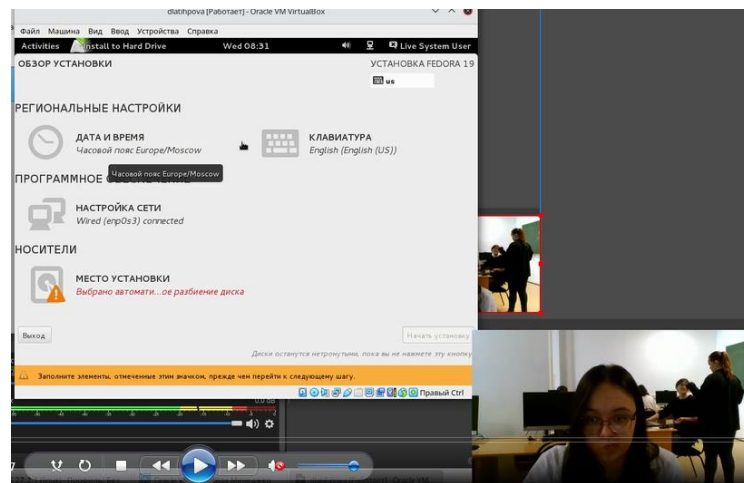 dlatihpova [Работает] - Oracle VM VirtualBox
Файл Машина Вид Ввод Устройства Справка
Activities Install to Hard Drive Wed 08:31 Live System User
ОБЗОР УСТАНОВКИ УСТАНОВКА FEDORA 19
us
РЕГИОНАЛЬНЫЕ НАСТРОЙКИ
ДАТА И ВРЕМЯ КЛАВИАТУРА
Часовой пояс Europe/Moscow English (English (US))
Часовой пояс Europe/Moscow
ПРОГРАММНОЕ
НАСТРОЙКА СЕТИ
Wired (enp0s3) connected
НОСИТЕЛИ
МЕСТО УСТАНОВКИ
Выбрано автомати...ое разбиение диска
Выход Начать установку
Диски останутся нетронутыми, пока вы не нажмете эту кнопку
Заполните элементы, отмеченные этим значком, прежде чем перейти к следующему шагу.
Правый Ctrl
0.0 dB